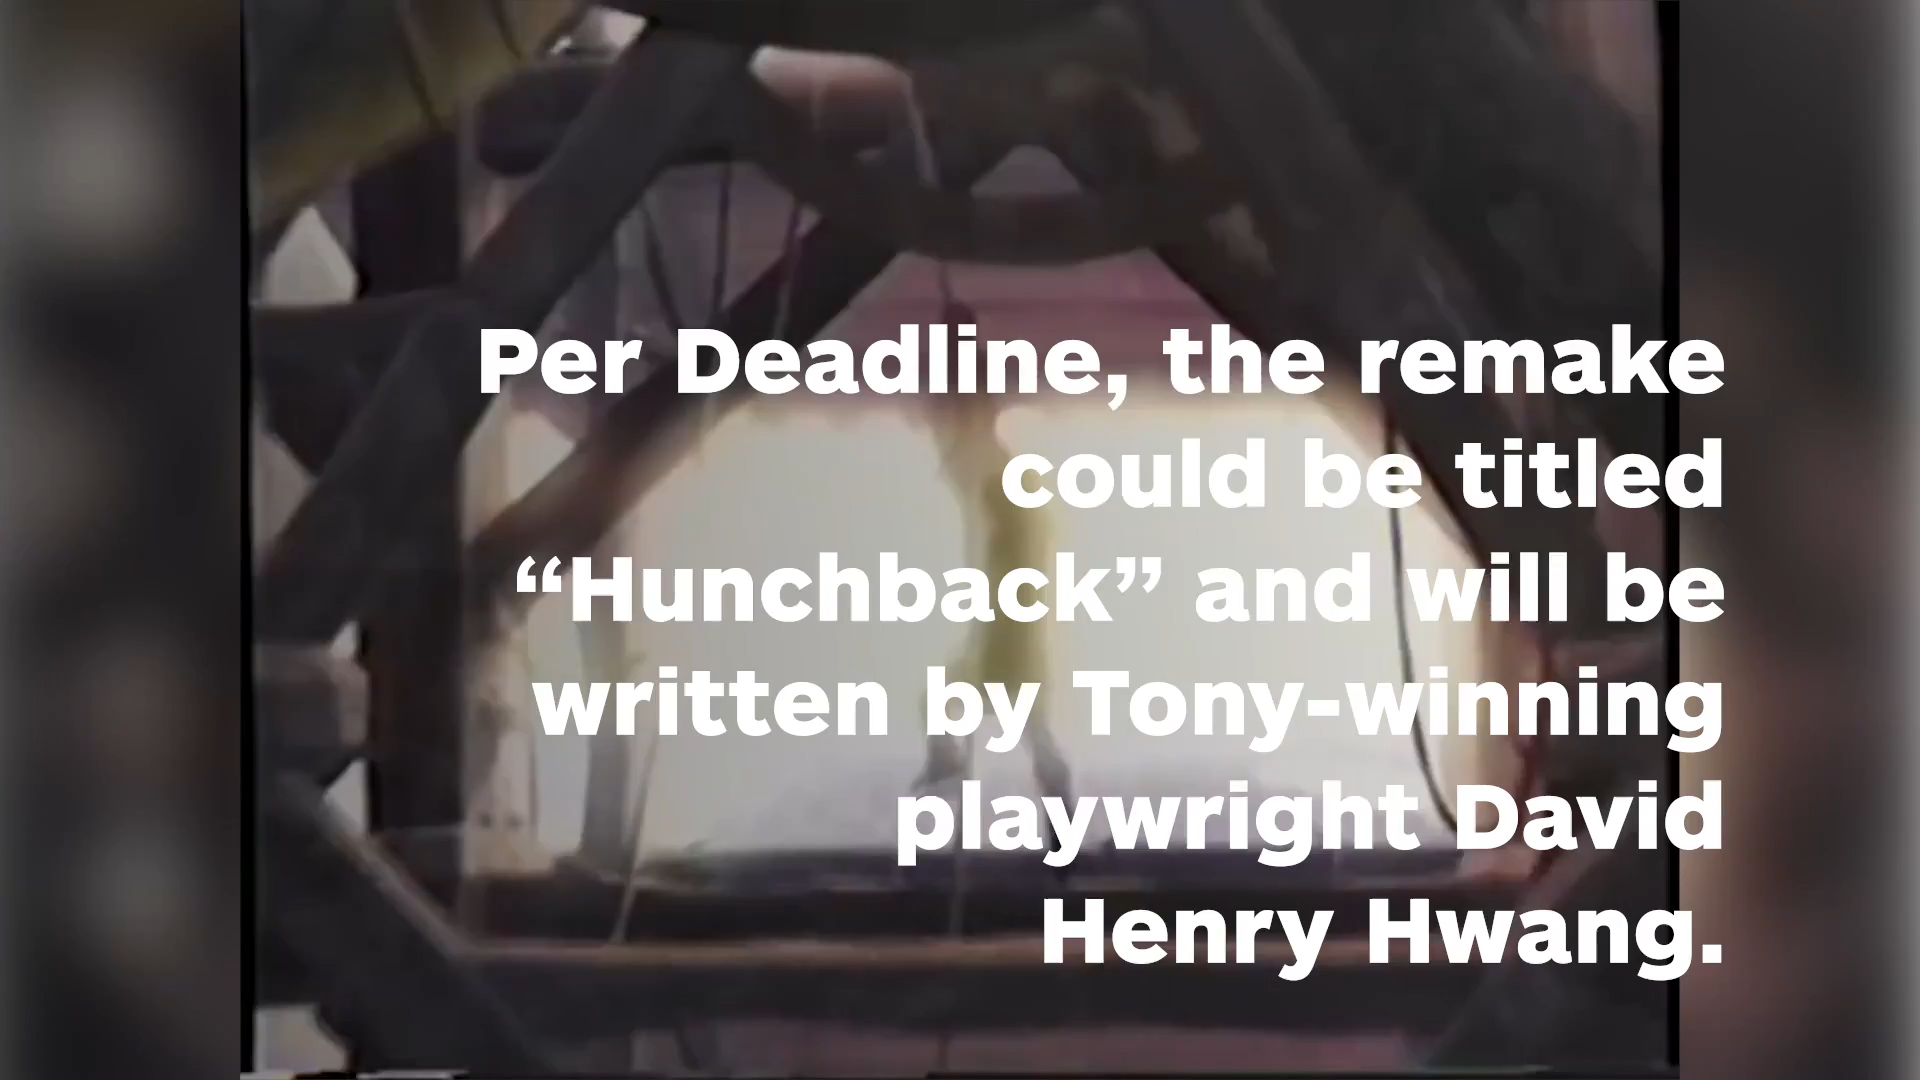 Per Deadline, the remake
could be titled
“Hunchback” and will be
written by Tony-winning
playwright David
Henry Hwang.